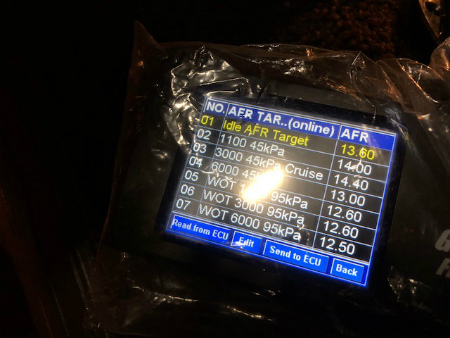 NO. AFR TAR..(online) AFR
01 Idle AFR Target 13.60
02 1100 45kPa 14.00
03 3000 45kPa Cruise 14.40
04 6000 13.00
05 WOT 95kPa 12.60
06 WOT 3000 95kPa 12.60
07 WOT 6000 95kPa 12.50
Read from ECU Edit Send to ECU Back